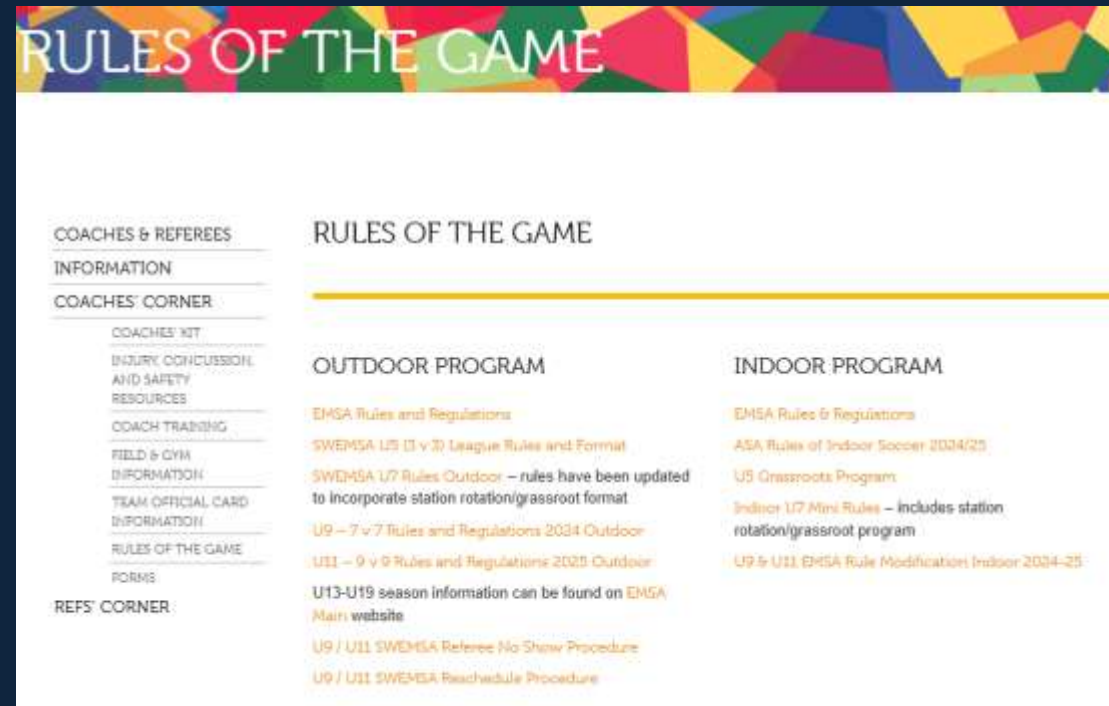 RULES OF THE GAME
COACHES & REFEREES
INFORMATION
COACHES' CORNER
COACHES' KIT
INJURY, CONCUSSION,
AND SAFETY
RESOURCES
COACH TRAINING
FIELD & GYM
INFORMATION
TEAM OFFICIAL CARD
INFORMATION
RULES OF THE GAME
FORMS
REFS' CORNER
RULES OF THE GAME
OUTDOOR PROGRAM
EMSA Rules and Regulations
SWEMSA U5 (3 v 3) League Rules and Format
SWEMSA U7 Rules Outdoor – rules have been updated
to incorporate station rotation/grassroot format
U9 – 7 v 7 Rules and Regulations 2024 Outdoor
U11 – 9 v 9 Rules and Regulations 2025 Outdoor
U13-U19 season information can be found on EMSA
Main website
U9 / U11 SWEMSA Referee No Show Procedure
U9 / U11 SWEMSA Reschedule Procedure
INDOOR PROGRAM
EMSA Rules & Regulations
ASA Rules of Indoor Soccer 2024/25
U5 Grassroots Program
Indoor U7 Mini Rules – includes station
rotation/grassroot program
U9 & U11 EMSA Rule Modification Indoor 2024-25